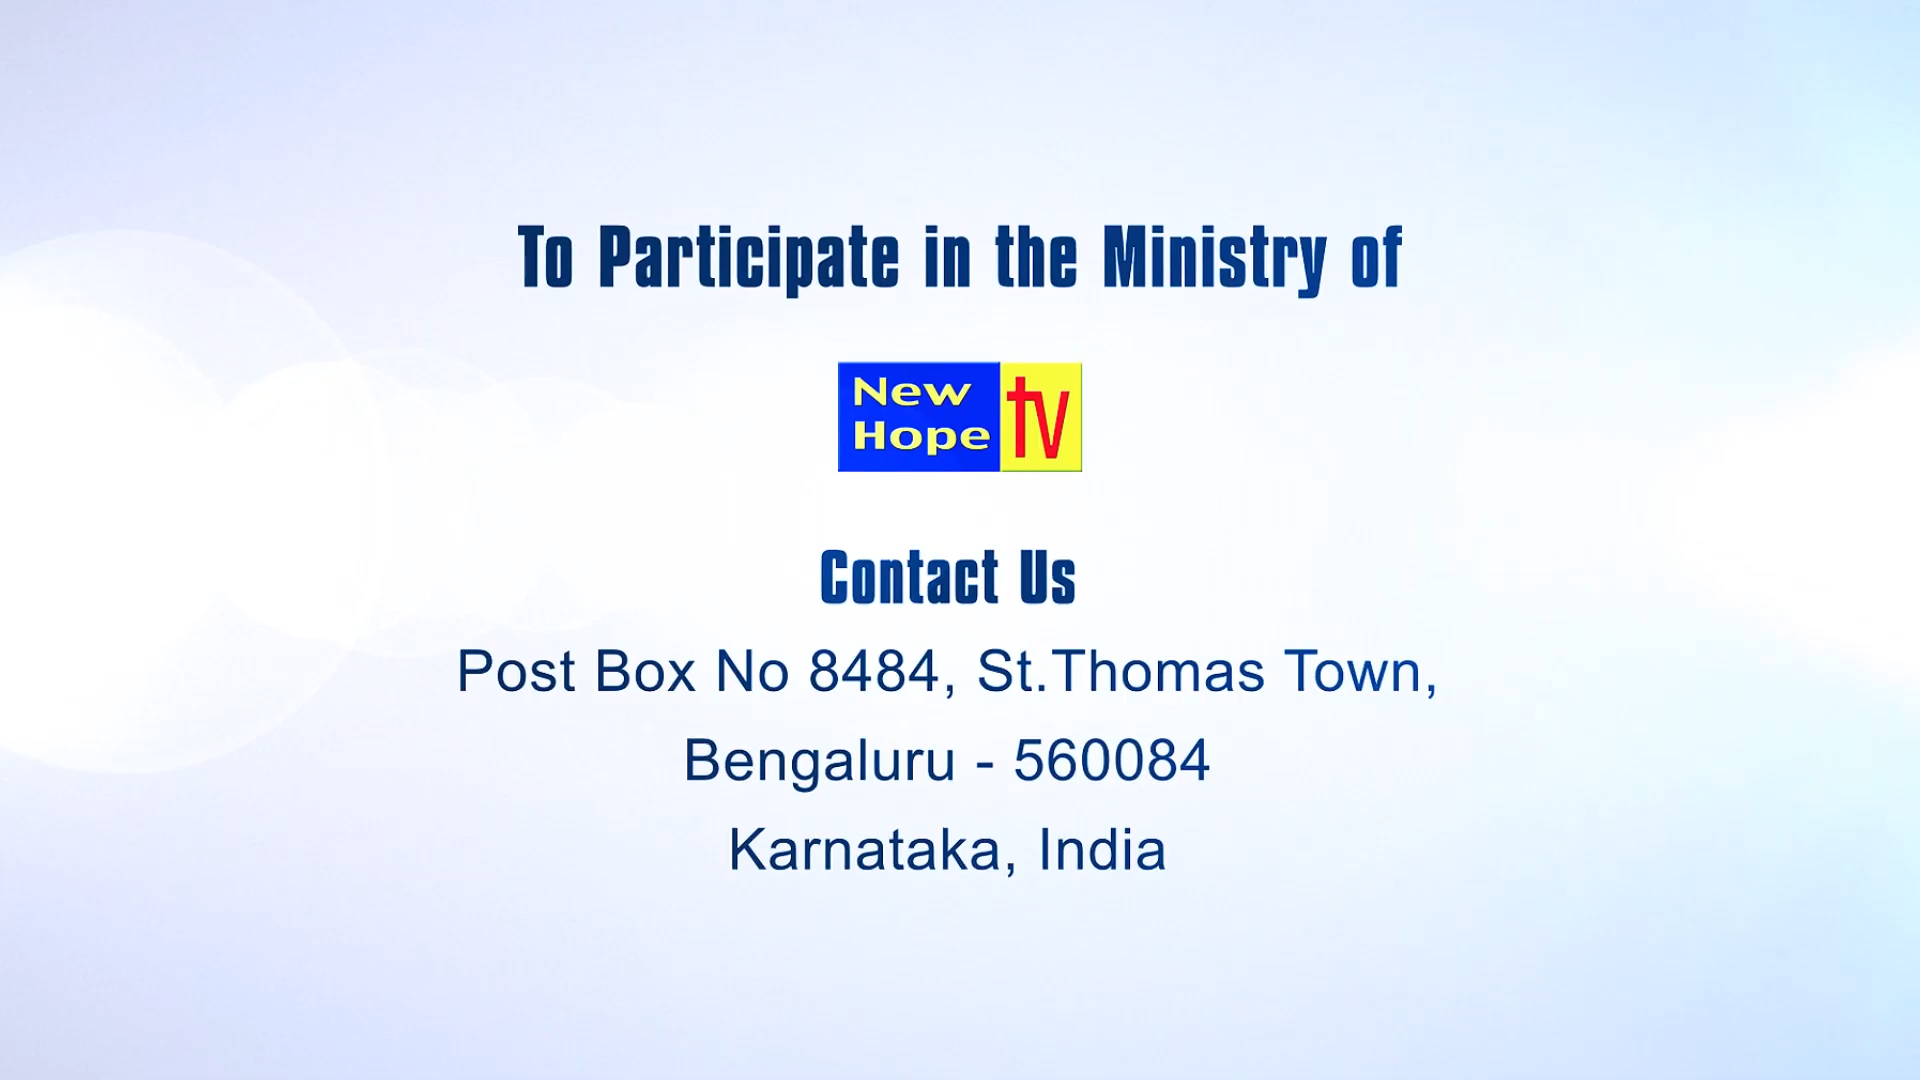 To Participate in the Ministry of
New
Hope
tv
Contact Us
Post Box No 8484, St.Thomas Town,
Bengaluru - 560084
Karnataka, India